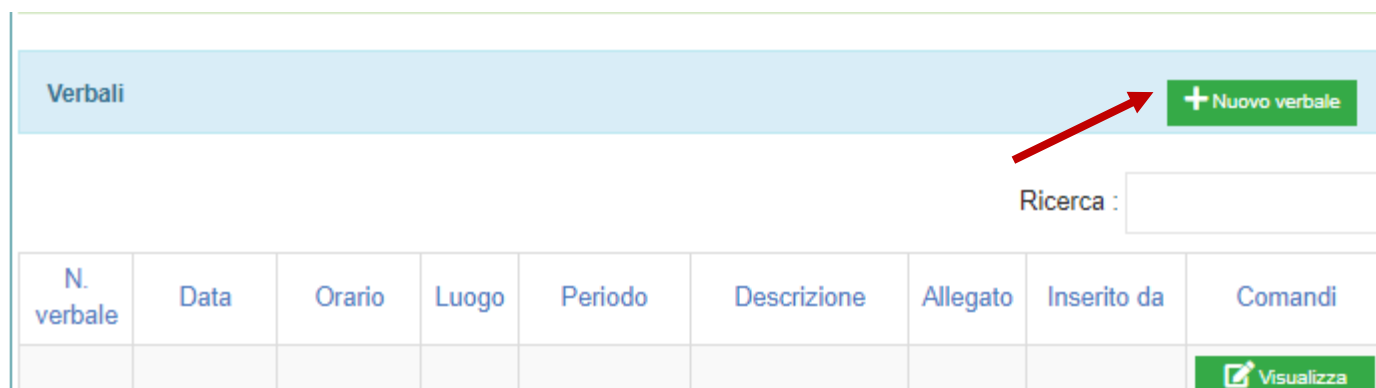 Verbali
Nuovo verbale
Ricerca :
N. verbale Data Orario Luogo Periodo Descrizione Allegato Inserito da Comandi
Visualizza